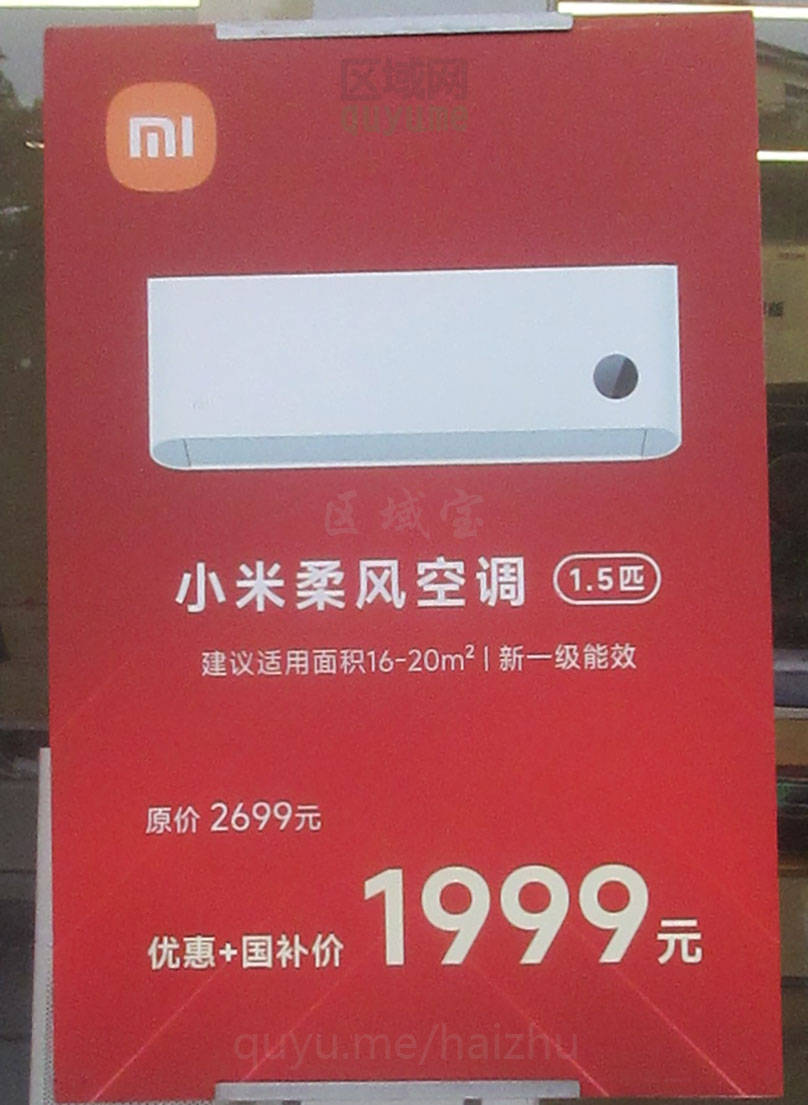 区域网
quyu.me
mi
区域宝
小米柔风空调 1.5匹
建议适用面积16-20m²|新一级能效
原价 2699元
优惠+国补价 1999元
quyu.me/haizhu